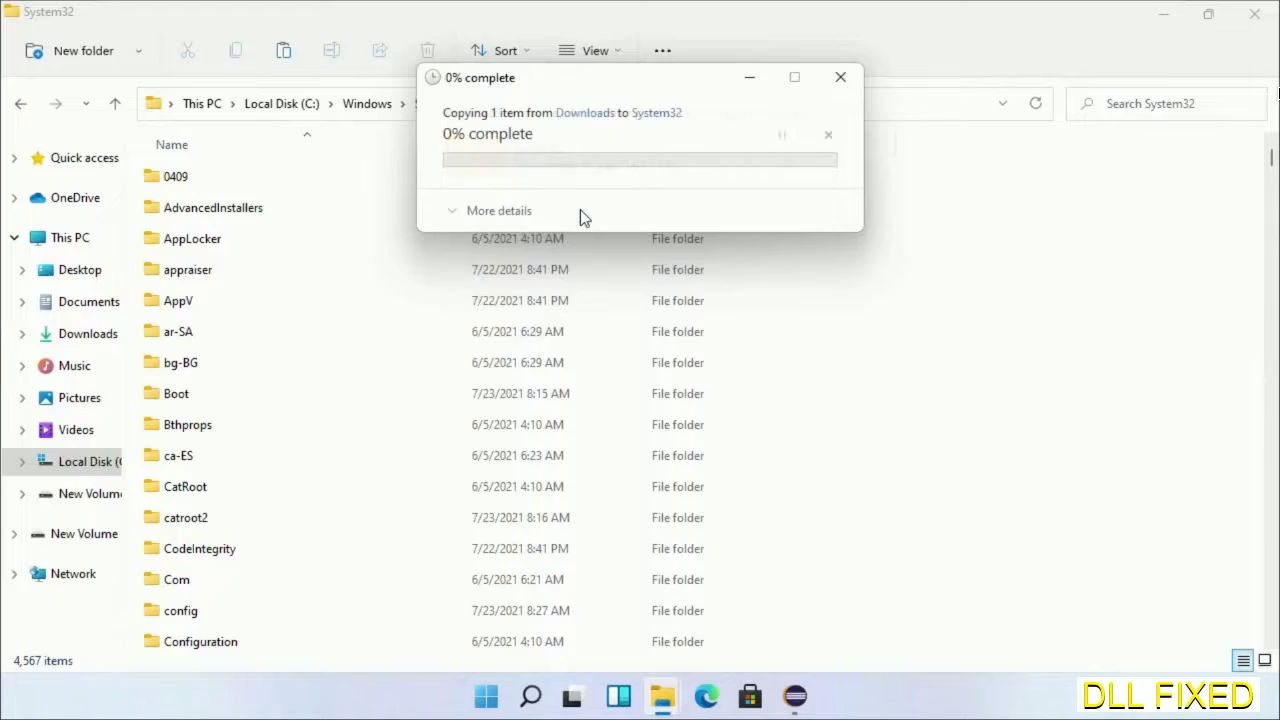 System32
New folder
Sort
View
0% complete
Copying 1 item from Downloads to System32
0% complete
More details
This PC
Local Disk (C:)
Windows
Search System32
Name
Quick access
OneDrive
This PC
Desktop
Documents
Downloads
Music
Pictures
Videos
Local Disk (C
New Volum
New Volume
Network
0409
AdvancedInstallers
AppLocker 6/5/2021 4:10 AM File folder
appraiser 7/22/2021 8:41 PM File folder
AppV 7/22/2021 8:41 PM File folder
ar-SA 6/5/2021 6:29 AM File folder
bg-BG 6/5/2021 6:29 AM File folder
Boot 7/23/2021 8:15 AM File folder
Bthprops 6/5/2021 4:10 AM File folder
ca-ES 6/5/2021 6:23 AM File folder
CatRoot 6/5/2021 4:10 AM File folder
catroot2 7/23/2021 8:16 AM File folder
CodeIntegrity 7/22/2021 8:41 PM File folder
Com 6/5/2021 6:21 AM File folder
config 7/23/2021 8:27 AM File folder
Configuration 6/5/2021 4:10 AM File folder
4,567 items
DLL FIXED